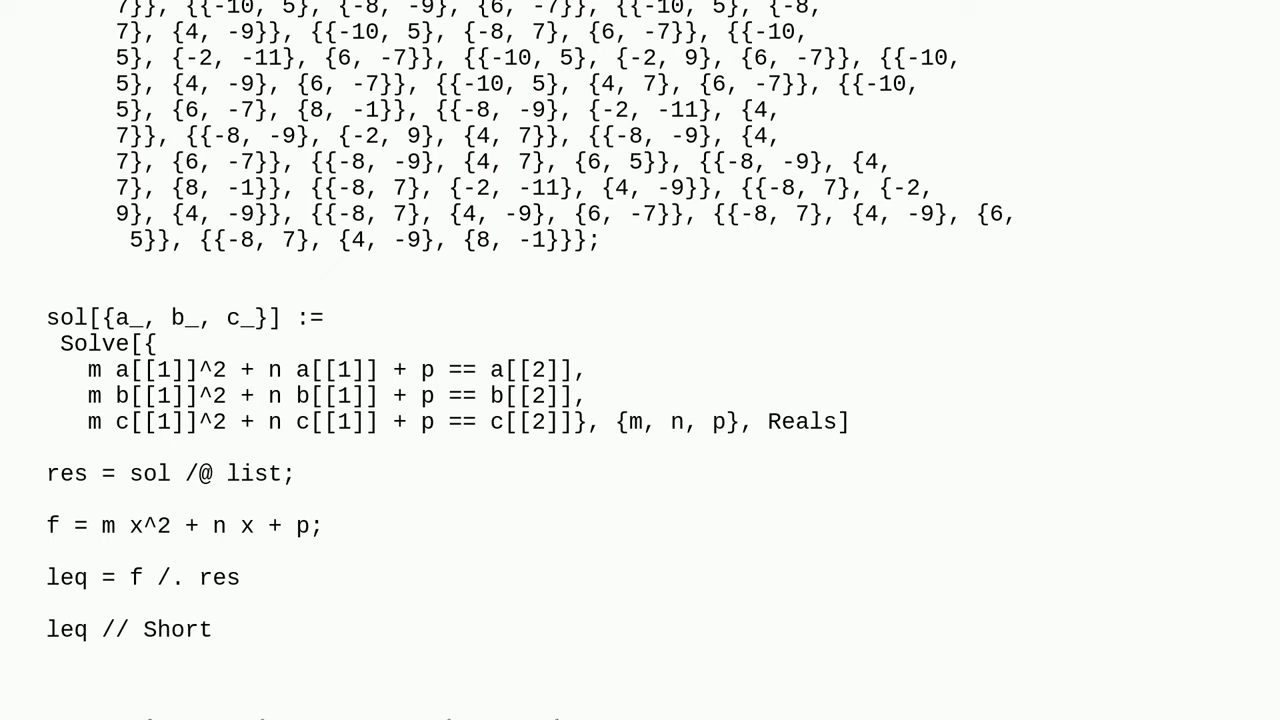 7}}, {{-10, 5}, {-8, -9}, {6, -7}}, {{-10, 5}, {-8,
7}, {4, -9}}, {{-10, 5}, {-8, 7}, {6, -7}}, {{-10,
5}, {-2, -11}, {6, -7}}, {{-10, 5}, {-2, 9}, {6, -7}}, {{-10,
5}, {4, -9}, {6, -7}}, {{-10, 5}, {4, 7}, {6, -7}}, {{-10,
5}, {6, -7}, {8, -1}}, {{-8, -9}, {-2, -11}, {4,
7}}, {{-8, -9}, {-2, 9}, {4, 7}}, {{-8, -9}, {4,
7}, {6, -7}}, {{-8, -9}, {4, 7}, {6, 5}}, {{-8, -9}, {4,
7}, {8, -1}}, {{-8, 7}, {-2, -11}, {4, -9}}, {{-8, 7}, {-2,
9}, {4, -9}}, {{-8, 7}, {4, -9}, {6, -7}}, {{-8, 7}, {4, -9}, {6,
5}}, {{-8, 7}, {4, -9}, {8, -1}}};
sol[{a_, b_, c_}] :=
Solve[{
m a[[1]]^2 + n a[[1]] + p == a[[2]],
m b[[1]]^2 + n b[[1]] + p == b[[2]],
m c[[1]]^2 + n c[[1]] + p == c[[2]]}, {m, n, p}, Reals]
res = sol /@ list;
f = m x^2 + n x + p;
leq = f /. res
leq // Short